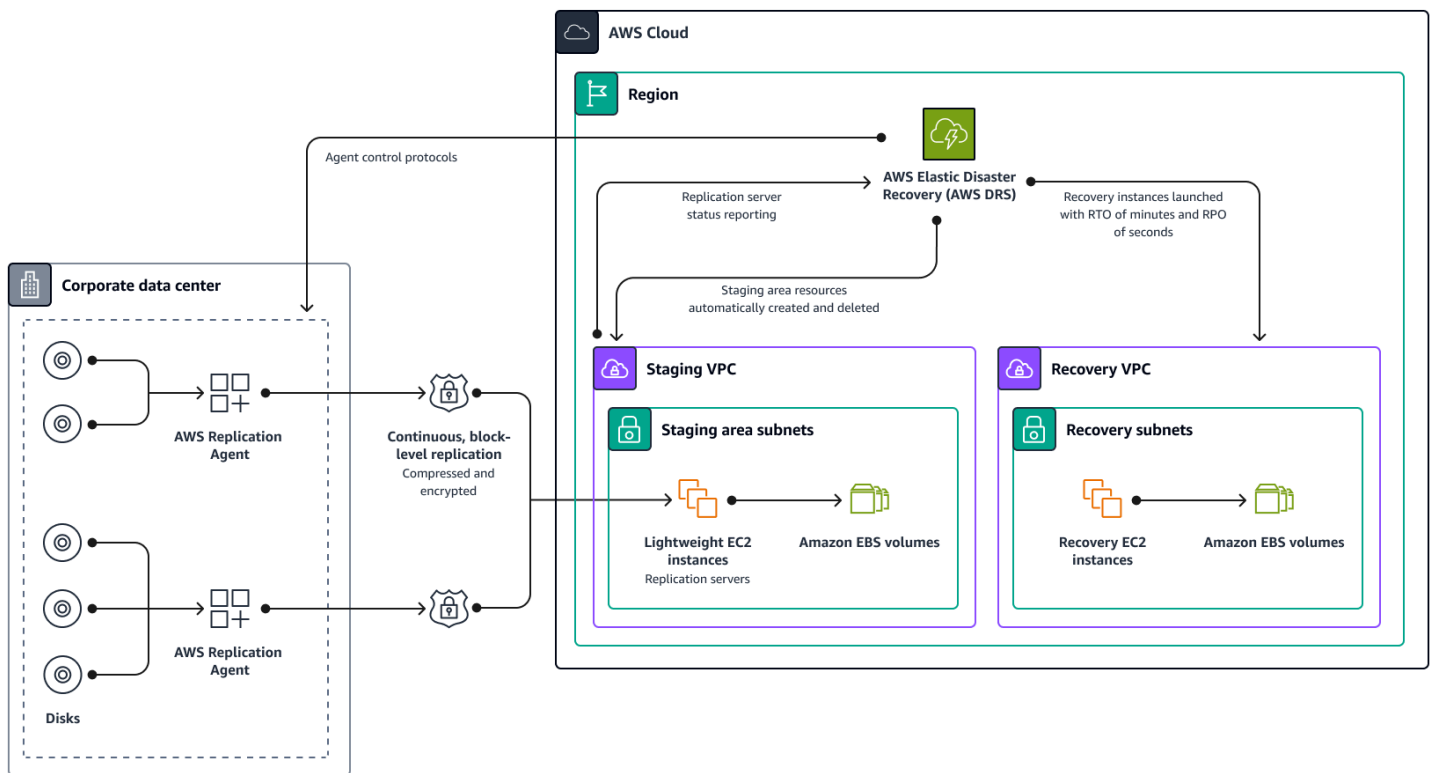 AWS Cloud
Region
Agent control protocols
AWS Elastic Disaster
Recovery (AWS DRS)
Replication server
status reporting
Recovery instances launched
with RTO of minutes and RPO
of seconds
Staging area resources
automatically created and deleted
Corporate data center
AWS Replication
Agent
Continuous, block-
level replication
Compressed and
encrypted
AWS Replication
Agent
Disks
Staging VPC
Staging area subnets
Lightweight EC2
instances
Replication servers
Amazon EBS volumes
Recovery VPC
Recovery subnets
Recovery EC2
instances
Amazon EBS volumes